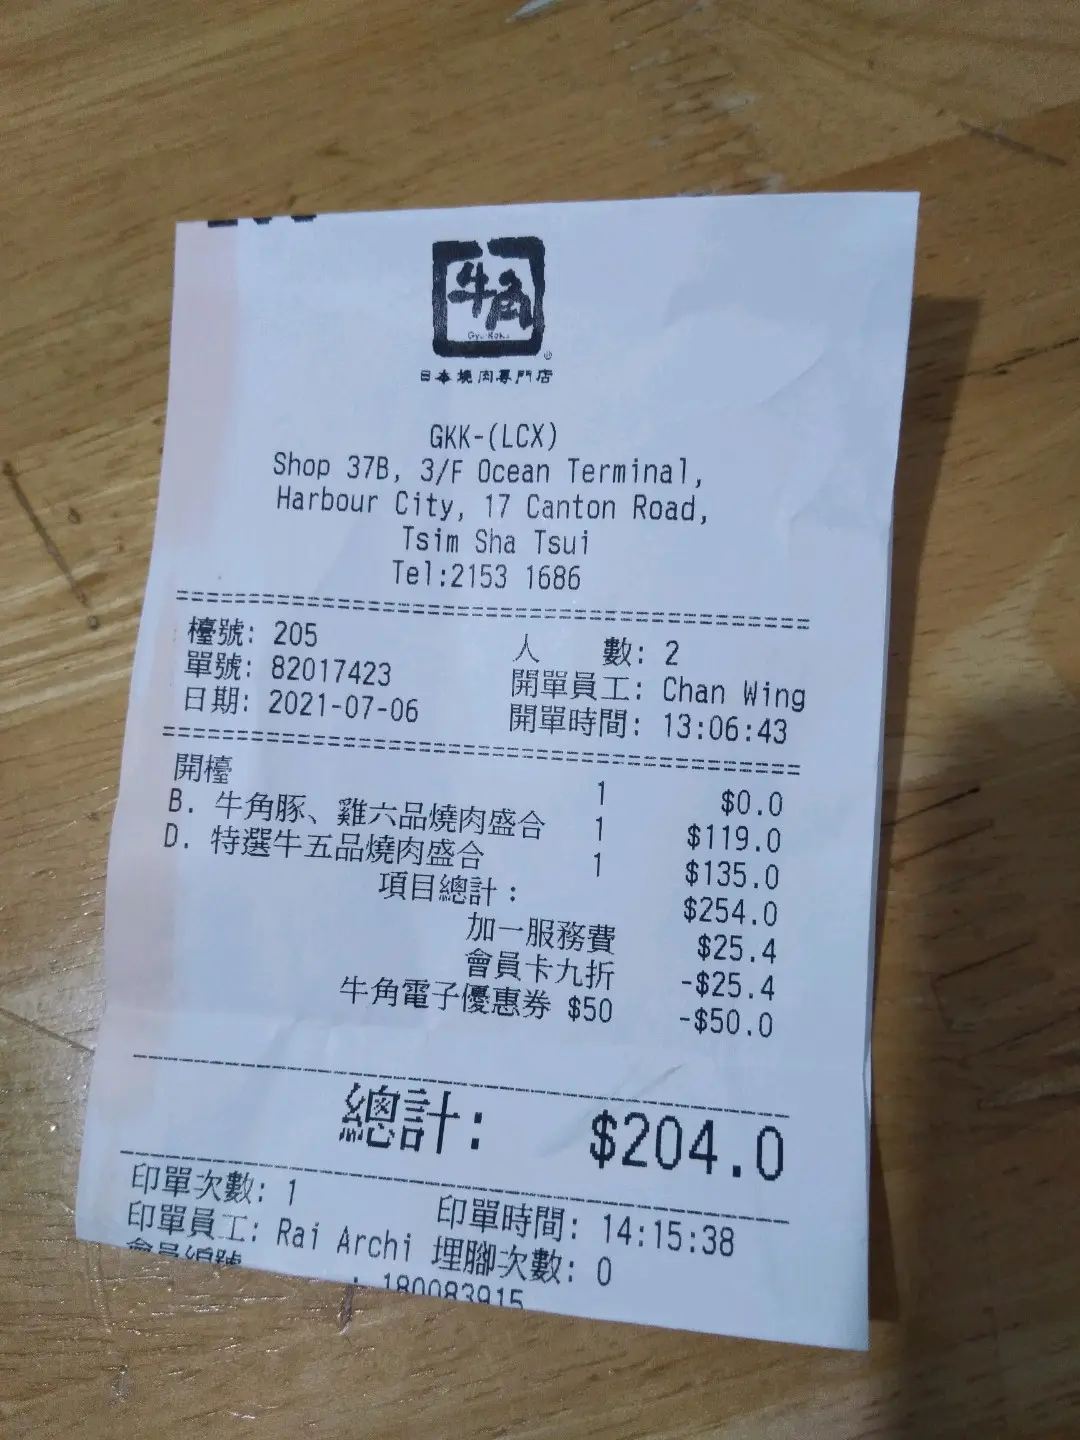 牛角
日本燒肉專門店
GKK-(LCX)
Shop 37B, 3/F Ocean Terminal,
Harbour City, 17 Canton Road,
Tsim Sha Tsui
Tel:2153 1686
檯號: 205 人 數: 2
單號: 82017423 開單員工: Chan Wing
日期: 2021-07-06 開單時間: 13:06:43
開檯 1 $0.0
B. 牛角豚、雞六品燒肉盛合 1 $119.0
D. 特選牛五品燒肉盛合 1 $135.0
項目總計: $254.0
加一服務費 $25.4
會員卡九折 -$25.4
牛角電子優惠券 $50 -$50.0
總計: $204.0
印單次數: 1 印單時間: 14:15:38
印單員工: Rai Archi 埋腳次數: 0
會員編號 : 180083915